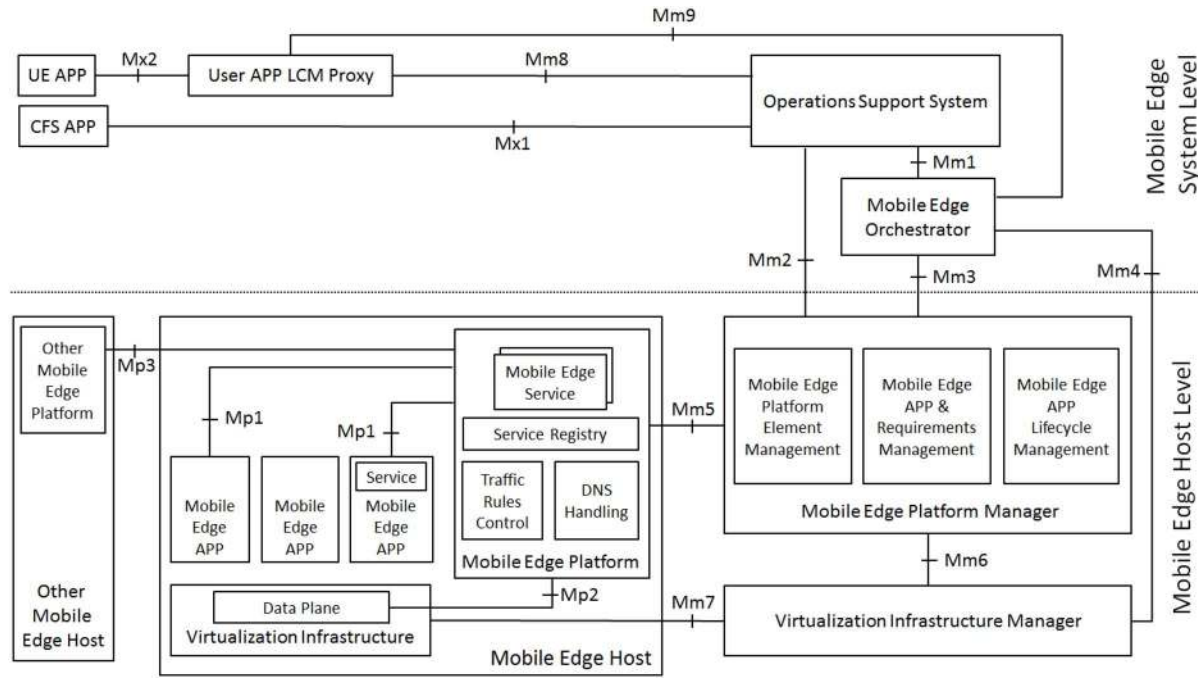 Mm9
UE APP
Mx2
User APP LCM Proxy
Mm8
Operations Support System
CFS APP
Mx1
Mobile Edge
System Level
Mm1
Mobile Edge
Orchestrator
Mm2
Mm3
Mm4
Other
Mobile
Edge
Platform
Mp3
Other
Mobile
Edge Host
Mp1
Mp1
Mobile Edge
Service
Service Registry
Traffic
Rules
Control
DNS
Handling
Mobile Edge Platform
Mobile
Edge
APP
Mobile
Edge
APP
Service
Mobile
Edge
APP
Mp2
Data Plane
Virtualization Infrastructure
Mobile Edge Host
Mm5
Mobile Edge
Platform
Element
Management
Mobile Edge
APP &
Requirements
Management
Mobile Edge
APP
Lifecycle
Management
Mobile Edge Platform Manager
Mm6
Mm7
Virtualization Infrastructure Manager
Mobile Edge Host Level